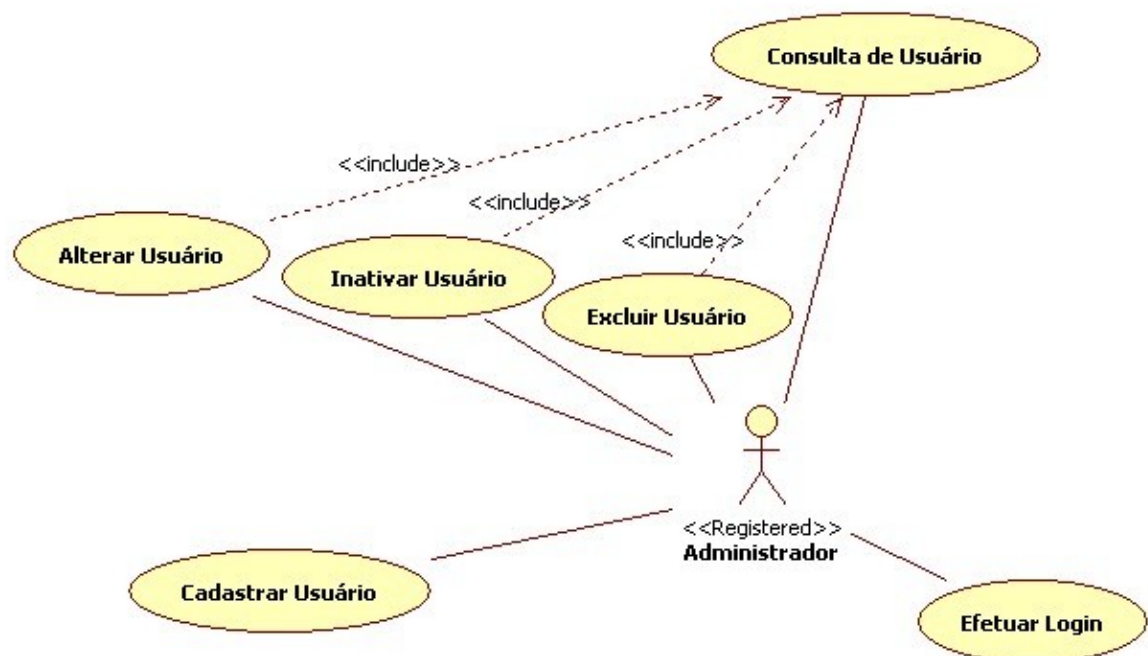 Consulta de Usuário
<<include>>
<<include>>
<<include>>
Alterar Usuário
Inativar Usuário
Excluir Usuário
<<Registered>>
Administrador
Cadastrar Usuário
Efetuar Login